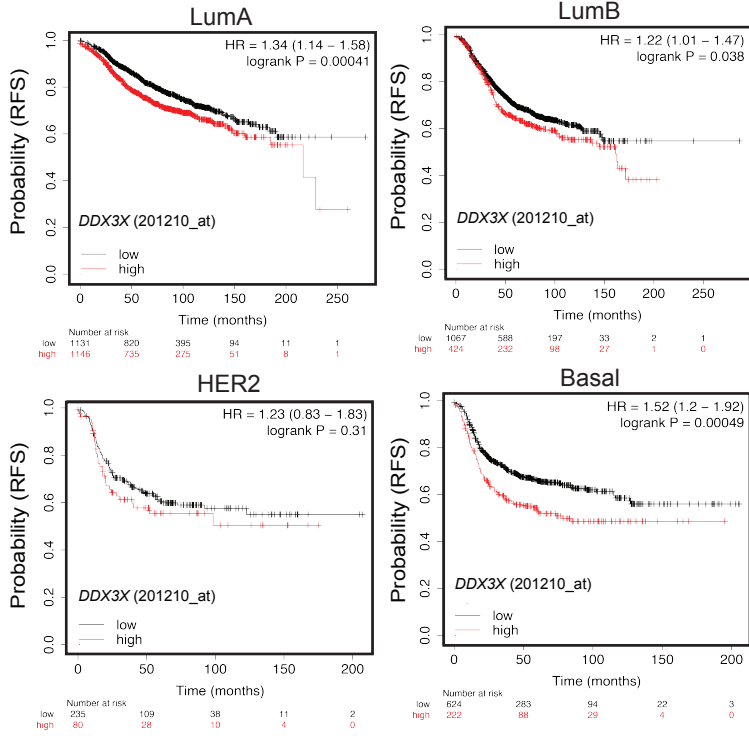 LumA
HR = 1.34 (1.14 − 1.58)
logrank P = 0.00041
Probability (RFS)
1.0
0.8
0.6
0.4
0.2
0.0
DDX3X (201210_at)
low
high
0 50 100 150 200 250
Time (months)
Number at risk
low 1131 820 395 94 11 1
high 1146 735 275 51 8 1
LumB
HR = 1.22 (1.01 − 1.47)
logrank P = 0.038
Probability (RFS)
1.0
0.8
0.6
0.4
0.2
0.0
DDX3X (201210_at)
low
high
0 50 100 150 200 250
Time (months)
Number at risk
low 1067 588 197 33 2 1
high 424 232 98 27 1 0
HER2
HR = 1.23 (0.83 − 1.83)
logrank P = 0.31
Probability (RFS)
1.0
0.8
0.6
0.4
0.2
0.0
DDX3X (201210_at)
low
high
0 50 100 150 200
Time (months)
Number at risk
low 235 109 38 11 2
high 80 28 10 4 0
Basal
HR = 1.52 (1.2 − 1.92)
logrank P = 0.00049
Probability (RFS)
1.0
0.8
0.6
0.4
0.2
0.0
DDX3X (201210_at)
low
high
0 50 100 150 200
Time (months)
Number at risk
low 624 283 94 22 3
high 222 88 29 4 0